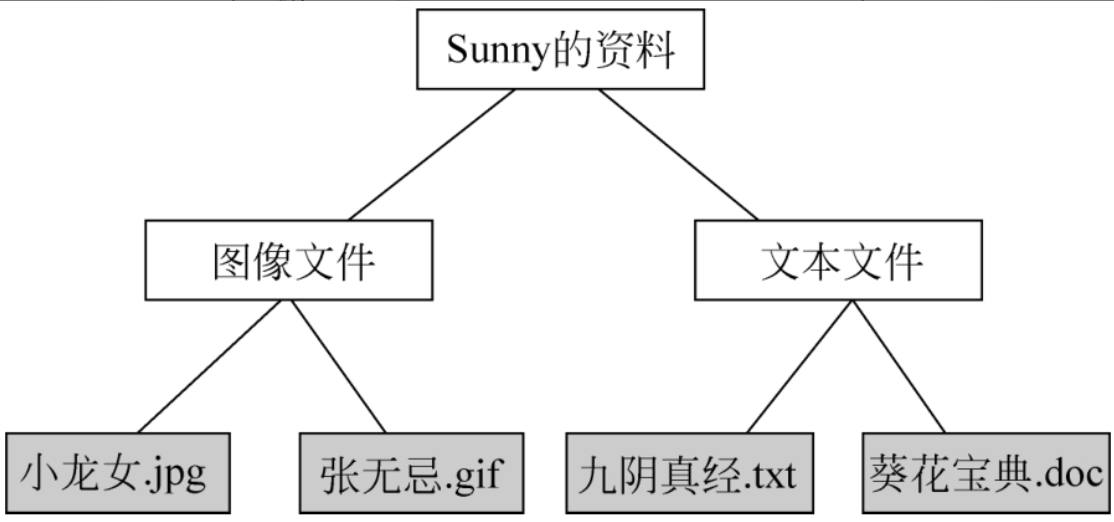 Sunny的资料
图像文件
文本文件
小龙女.jpg
张无忌.gif
九阴真经.txt
葵花宝典.doc